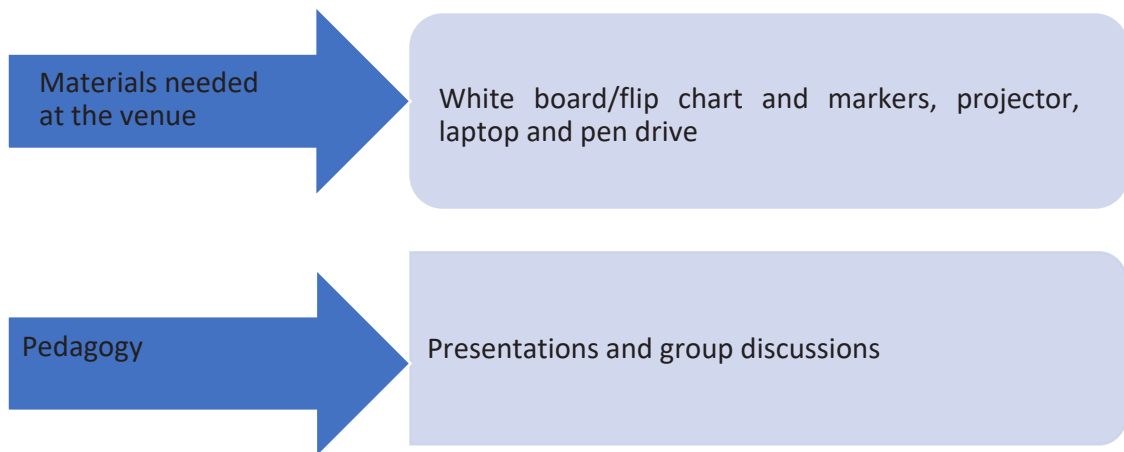 Materials needed
at the venue
White board/flip chart and markers, projector,
laptop and pen drive
Pedagogy
Presentations and group discussions